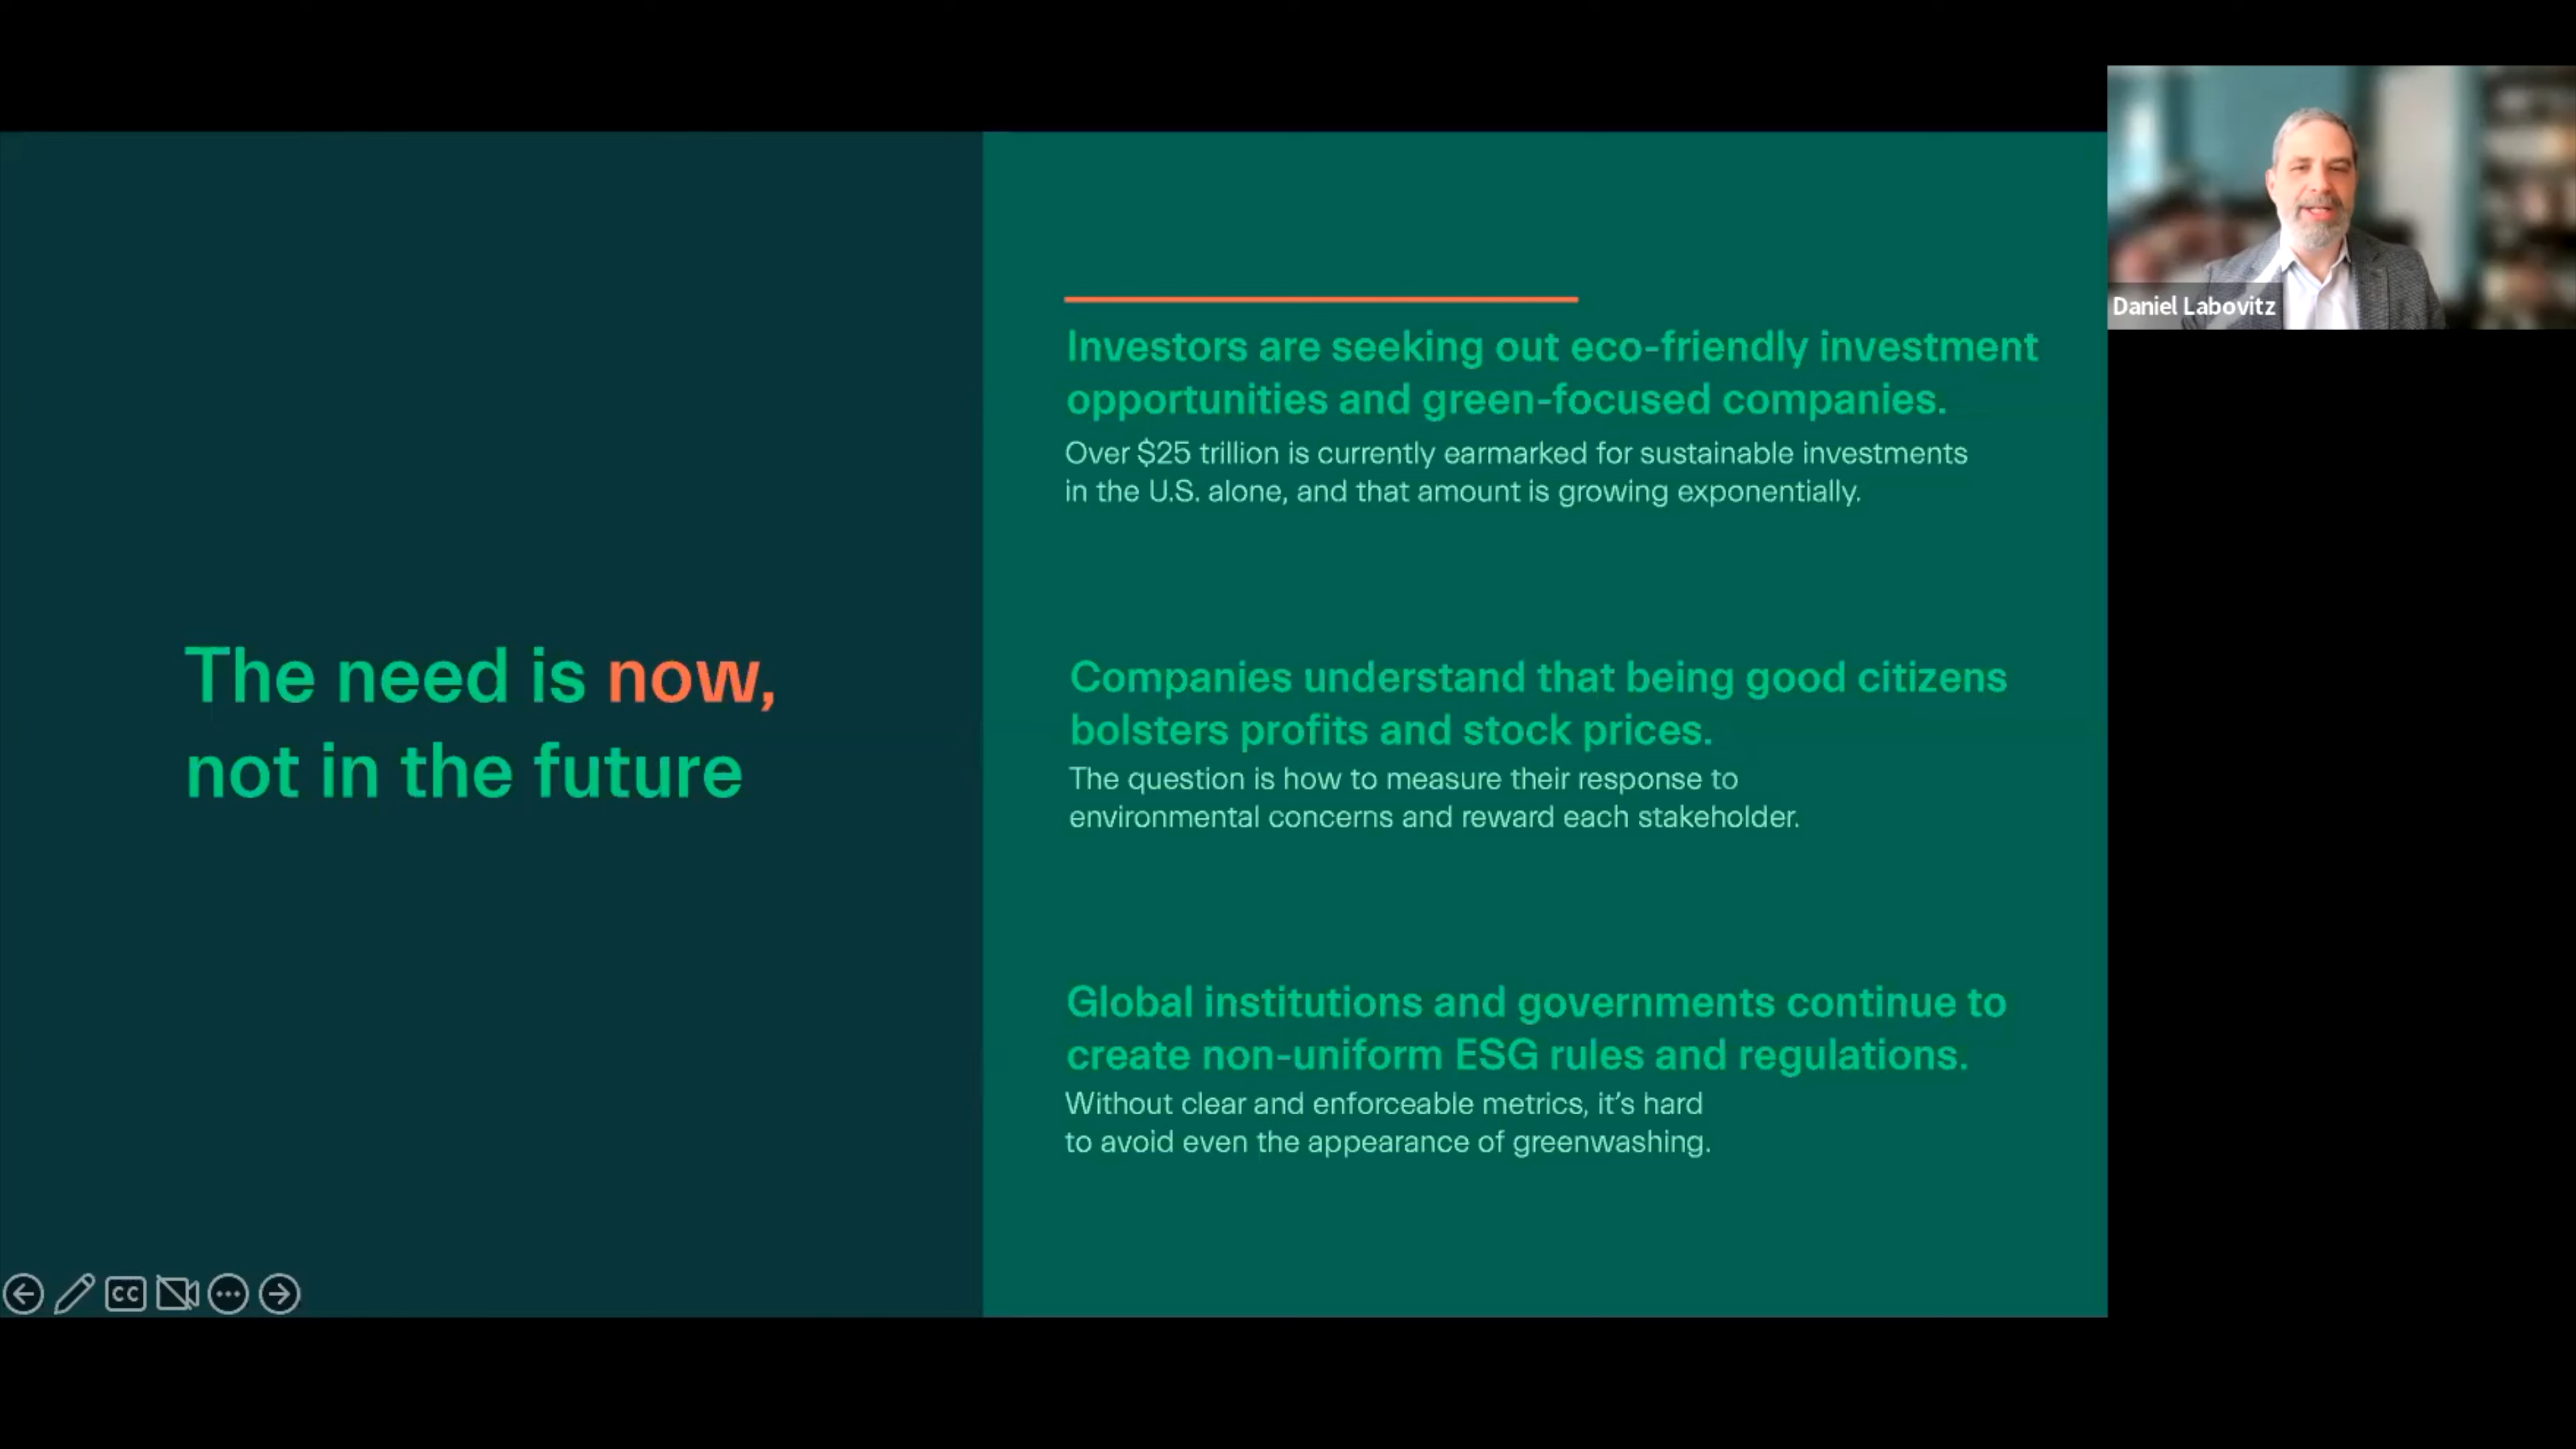 The need is now,
not in the future
Investors are seeking out eco-friendly investment
opportunities and green-focused companies.
Over $25 trillion is currently earmarked for sustainable investments
in the U.S. alone, and that amount is growing exponentially.
Companies understand that being good citizens
bolsters profits and stock prices.
The question is how to measure their response to
environmental concerns and reward each stakeholder.
Global institutions and governments continue to
create non-uniform ESG rules and regulations.
Without clear and enforceable metrics, it's hard
to avoid even the appearance of greenwashing.
Daniel Labovitz
CC